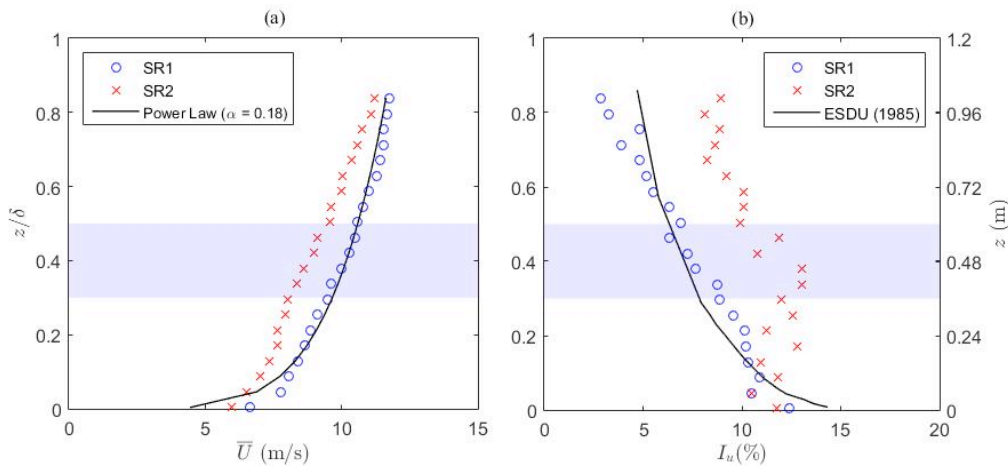 (a)
1
0.8
0.6
0.4
0.2
0
z/δ
SR1
SR2
Power Law (α = 0.18)
0
5
10
15
U̅ (m/s)
(b)
1
0.8
0.6
0.4
0.2
0
SR1
SR2
ESDU (1985)
0
5
10
15
20
I_u(%)
1.2
0.96
0.72
0.48
0.24
0
z (m)